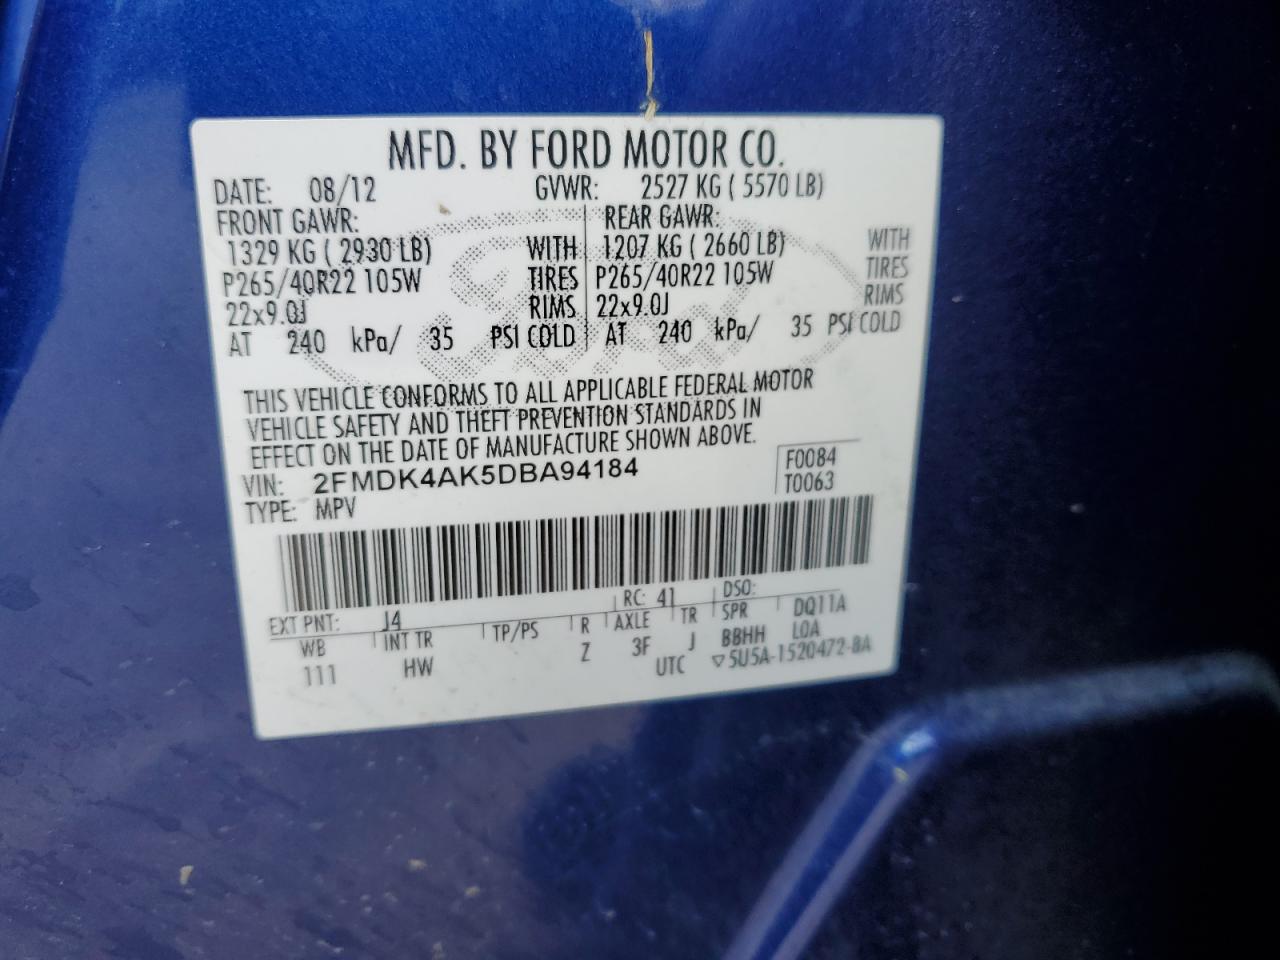 MFD. BY FORD MOTOR CO.
DATE: 08/12 GVWR: 2527 KG ( 5570 LB)
FRONT GAWR: REAR GAWR:
1329 KG ( 2930 LB) WITH 1207 KG ( 2660 LB) WITH
P265/40R22 105W TIRES P265/40R22 105W TIRES
22x9.0J RIMS 22x9.0J RIMS
AT 240 kPa/ 35 PSI COLD AT 240 kPa/ 35 PSI COLD
THIS VEHICLE CONFORMS TO ALL APPLICABLE FEDERAL MOTOR
VEHICLE SAFETY AND THEFT PREVENTION STANDARDS IN
EFFECT ON THE DATE OF MANUFACTURE SHOWN ABOVE.
VIN: 2FMDK4AK5DBA94184 F0084
TYPE: MPV T0063
EXT PNT: J4 RC: 41 DSO:
WB INT TR TP/PS R AXLE TR SPR DQ11A
111 HW Z 3F J BBHH LOA
UTC ▽5U5A-1520472-BA